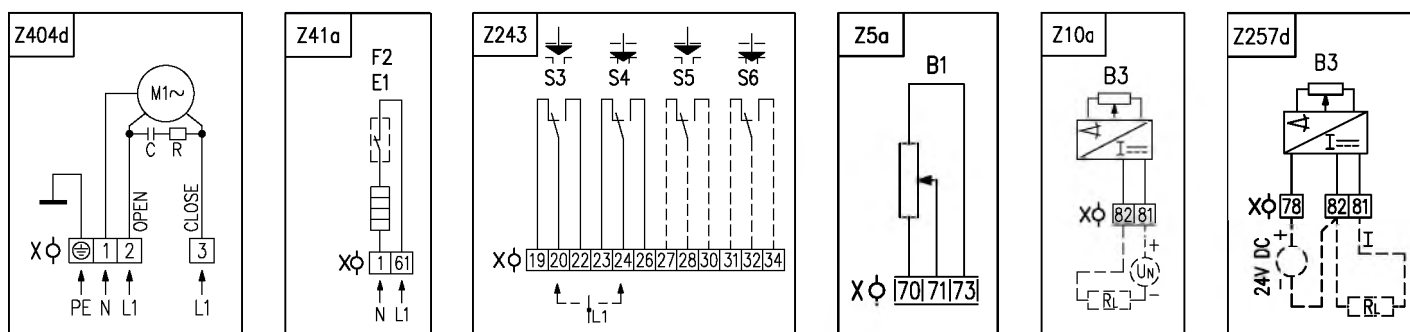 Z404d
M1~
C R
OPEN
CLOSE
X 1 2 3
PE N L1 L1
Z41a
F2
E1
X 1 61
N L1
Z243
S3 S4 S5 S6
X 19 20 22 23 24 26 27 28 30 31 32 34
L1
Z5a
B1
X 70 71 73
Z10a
B3
I
X 82 81
+
UN
-
RL
Z257d
B3
I
X 78 82 81
+ I
24V DC
-
RL